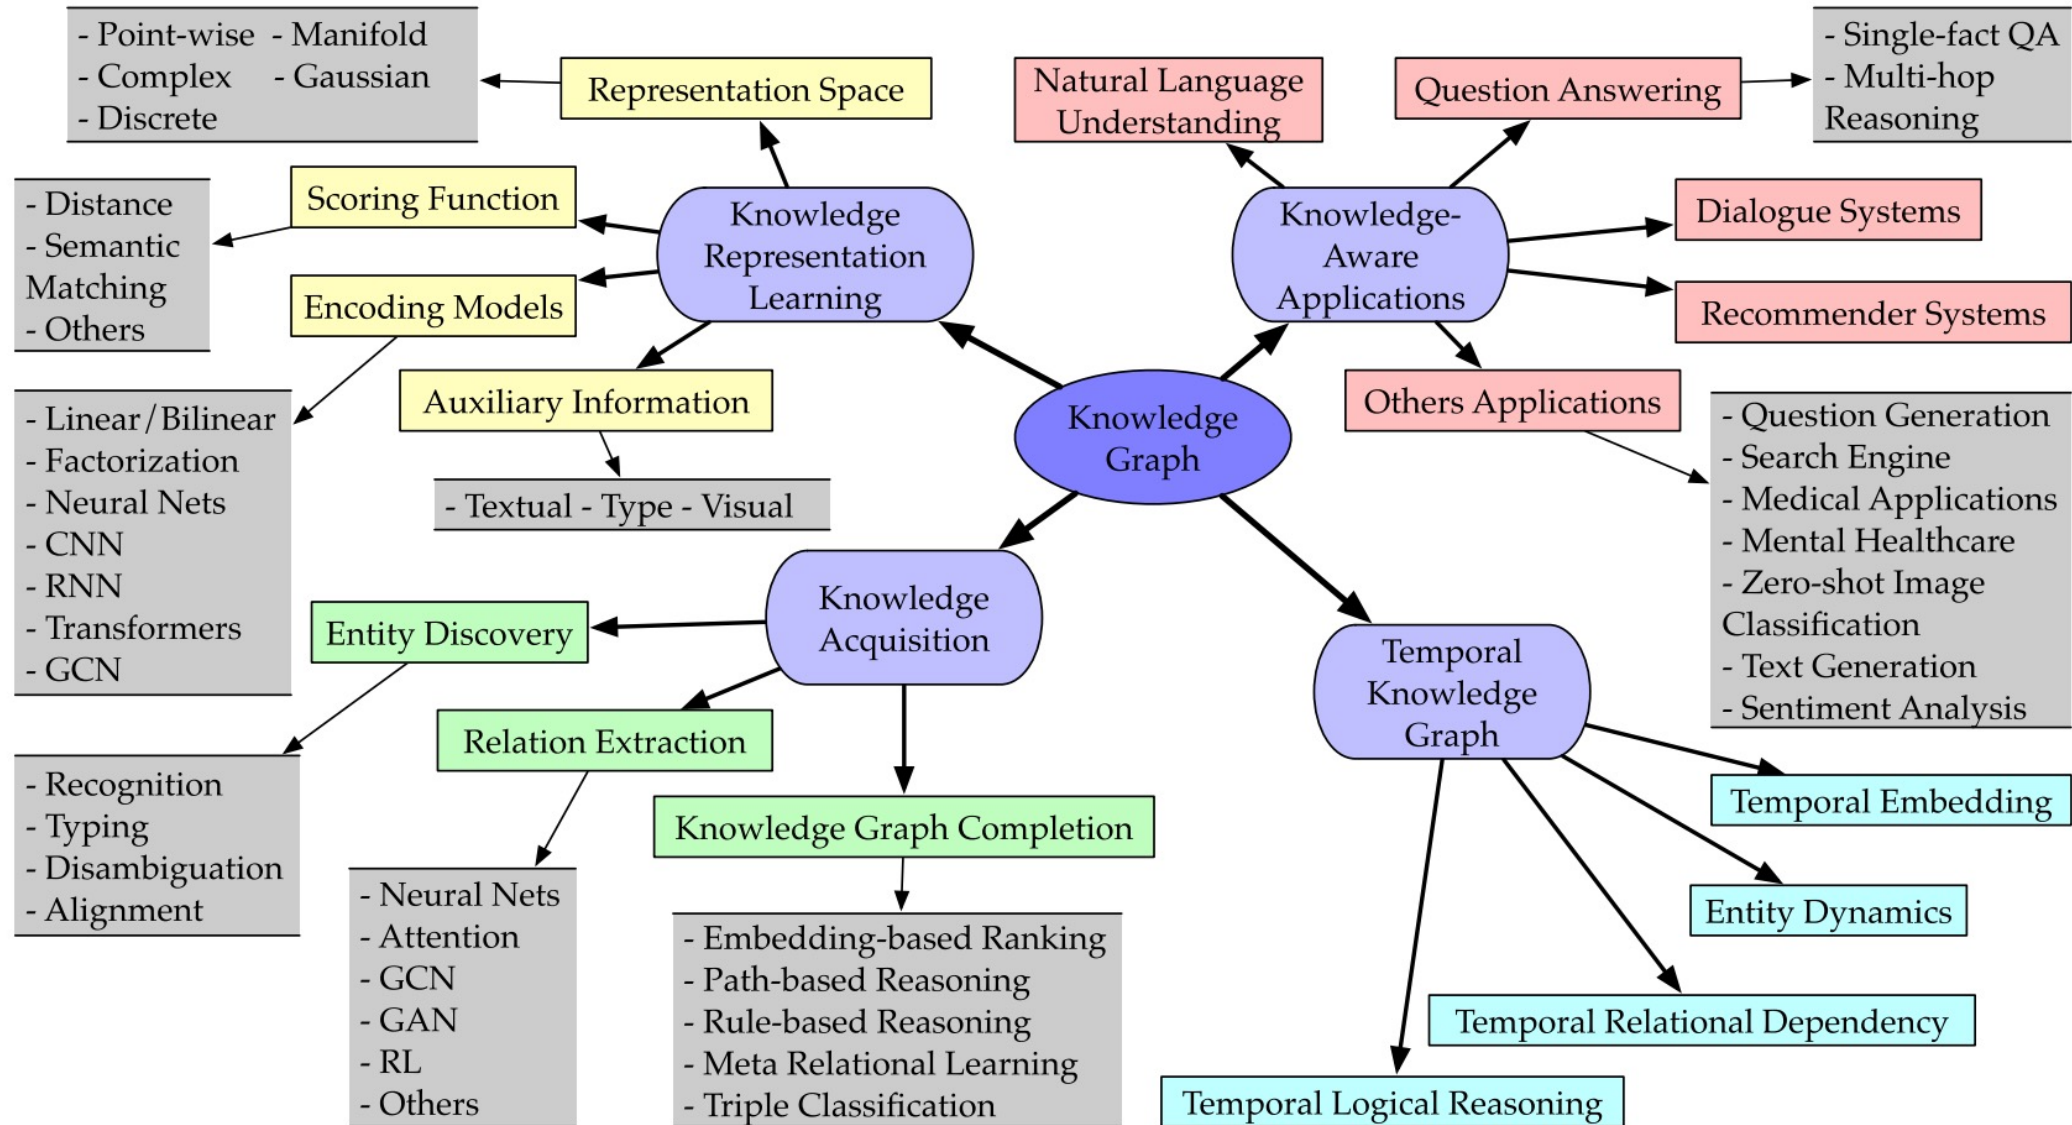 - Point-wise - Manifold
- Complex - Gaussian
- Discrete
Representation Space
Natural Language
Understanding
Question Answering
- Single-fact QA
- Multi-hop
Reasoning
- Distance
- Semantic
Matching
- Others
Scoring Function
Encoding Models
Knowledge
Representation
Learning
Knowledge-
Aware
Applications
Dialogue Systems
Recommender Systems
- Linear/Bilinear
- Factorization
- Neural Nets
- CNN
- RNN
- Transformers
- GCN
Auxiliary Information
- Textual - Type - Visual
Knowledge
Graph
Others Applications
- Question Generation
- Search Engine
- Medical Applications
- Mental Healthcare
- Zero-shot Image
Classification
- Text Generation
- Sentiment Analysis
Entity Discovery
Knowledge
Acquisition
Temporal
Knowledge
Graph
Relation Extraction
- Recognition
- Typing
- Disambiguation
- Alignment
Knowledge Graph Completion
Temporal Embedding
Entity Dynamics
- Neural Nets
- Attention
- GCN
- GAN
- RL
- Others
- Embedding-based Ranking
- Path-based Reasoning
- Rule-based Reasoning
- Meta Relational Learning
- Triple Classification
Temporal Relational Dependency
Temporal Logical Reasoning